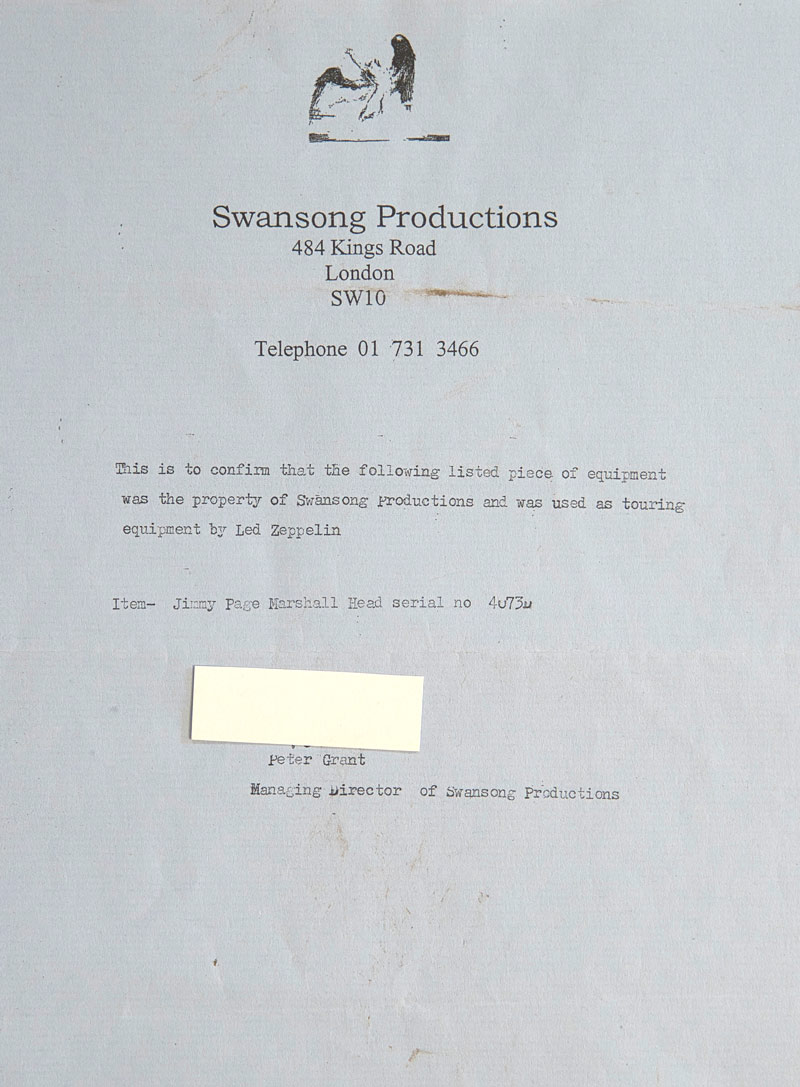 Swansong Productions
484 Kings Road
London
SW10
Telephone 01 731 3466
This is to confirm that the following listed piece of equipment
was the property of Swansong Productions and was used as touring
equipment by Led Zeppelin
Item- Jimmy Page Marshall Head serial no
Peter Grant
Managing Director of Swansong Productions